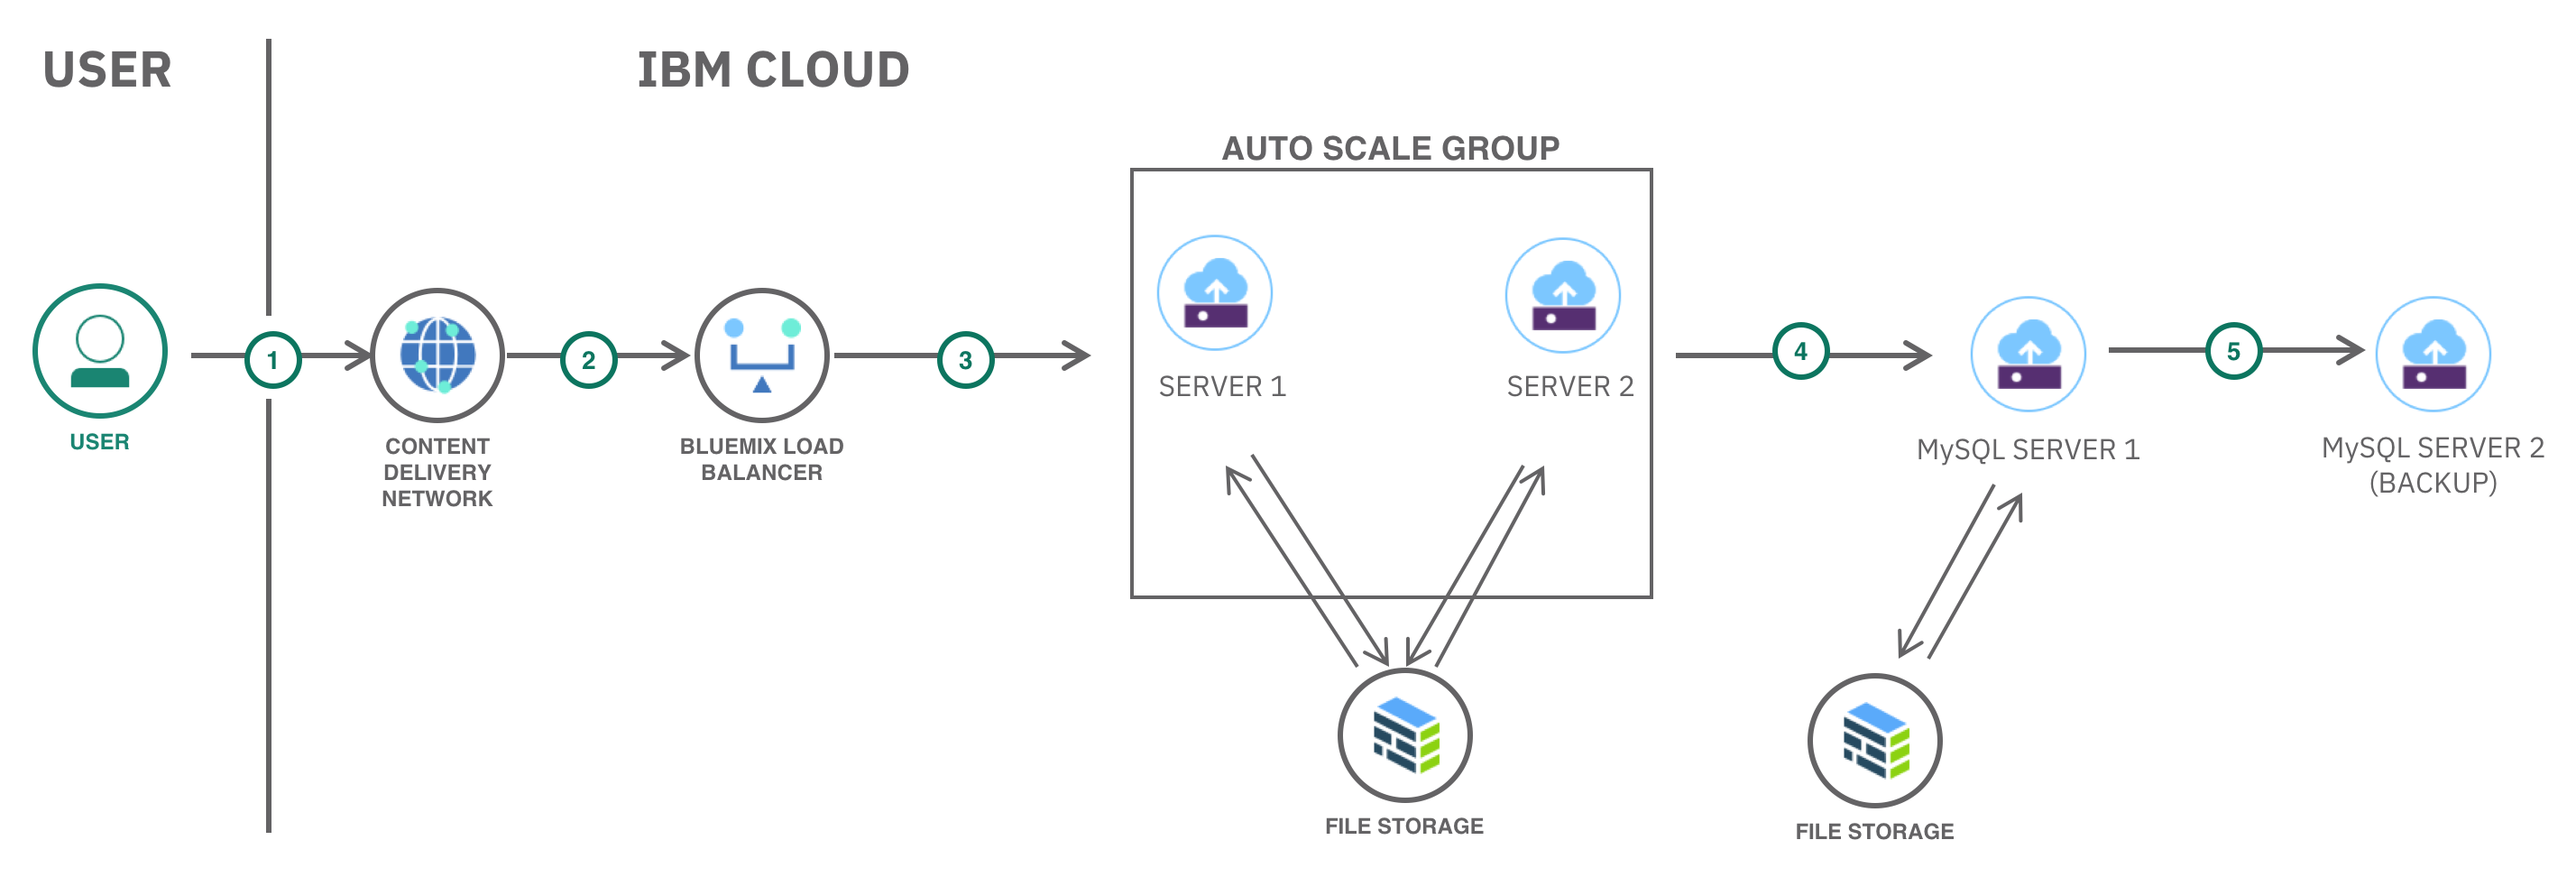 USER
IBM CLOUD
AUTO SCALE GROUP
1
2
3
4
5
USER
CONTENT
DELIVERY
NETWORK
BLUEMIX LOAD
BALANCER
SERVER 1
SERVER 2
MySQL SERVER 1
MySQL SERVER 2
(BACKUP)
FILE STORAGE
FILE STORAGE